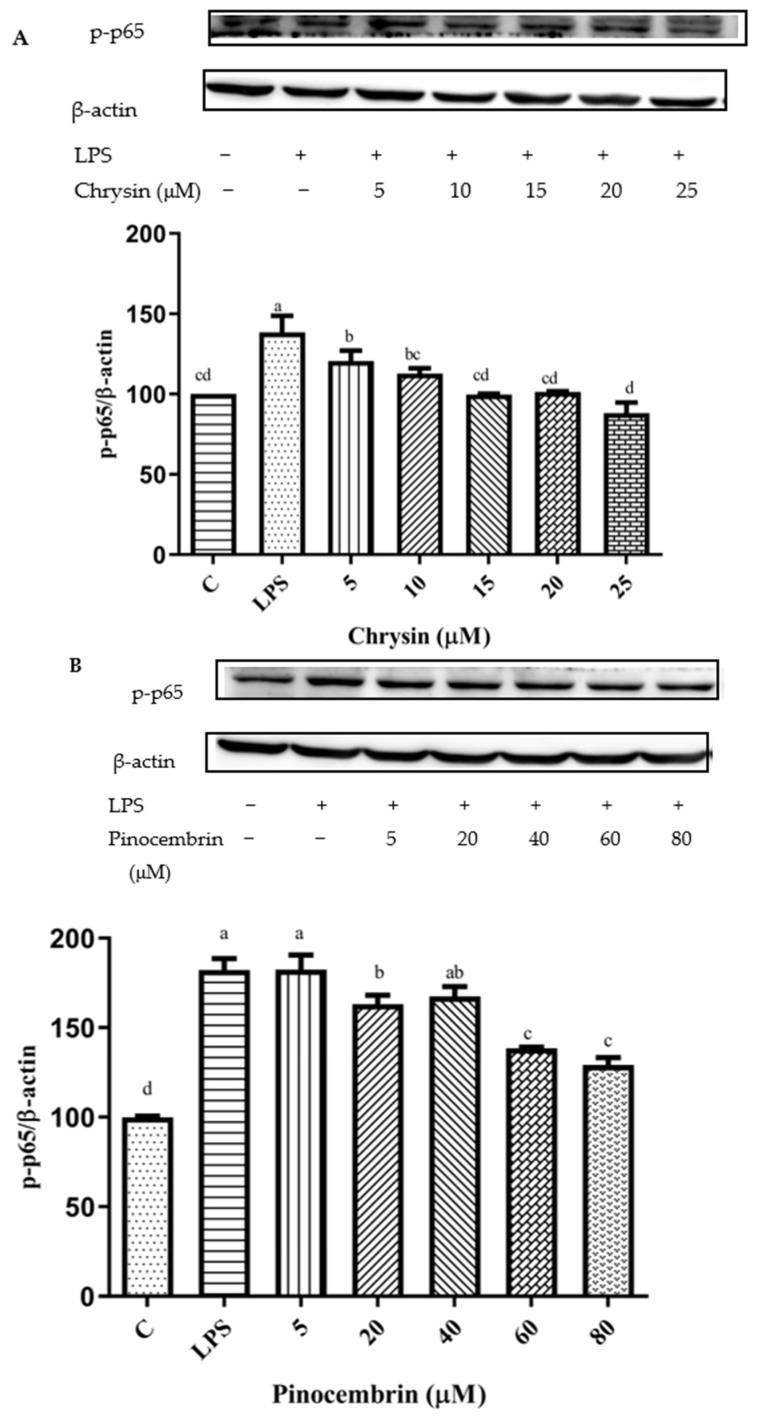 A
p-p65
β-actin
LPS − + + + + + +
Chrysin (μM) − − 5 10 15 20 25
200
150
100
50
0
p-p65/β-actin
cd a b bc cd cd d
C LPS 5 10 15 20 25
Chrysin (μM)
B
p-p65
β-actin
LPS − + + + + + +
Pinocembrin − − 5 20 40 60 80
(μM)
200
150
100
50
0
p-p65/β-actin
d a a b ab c c
C LPS 5 20 40 60 80
Pinocembrin (μM)